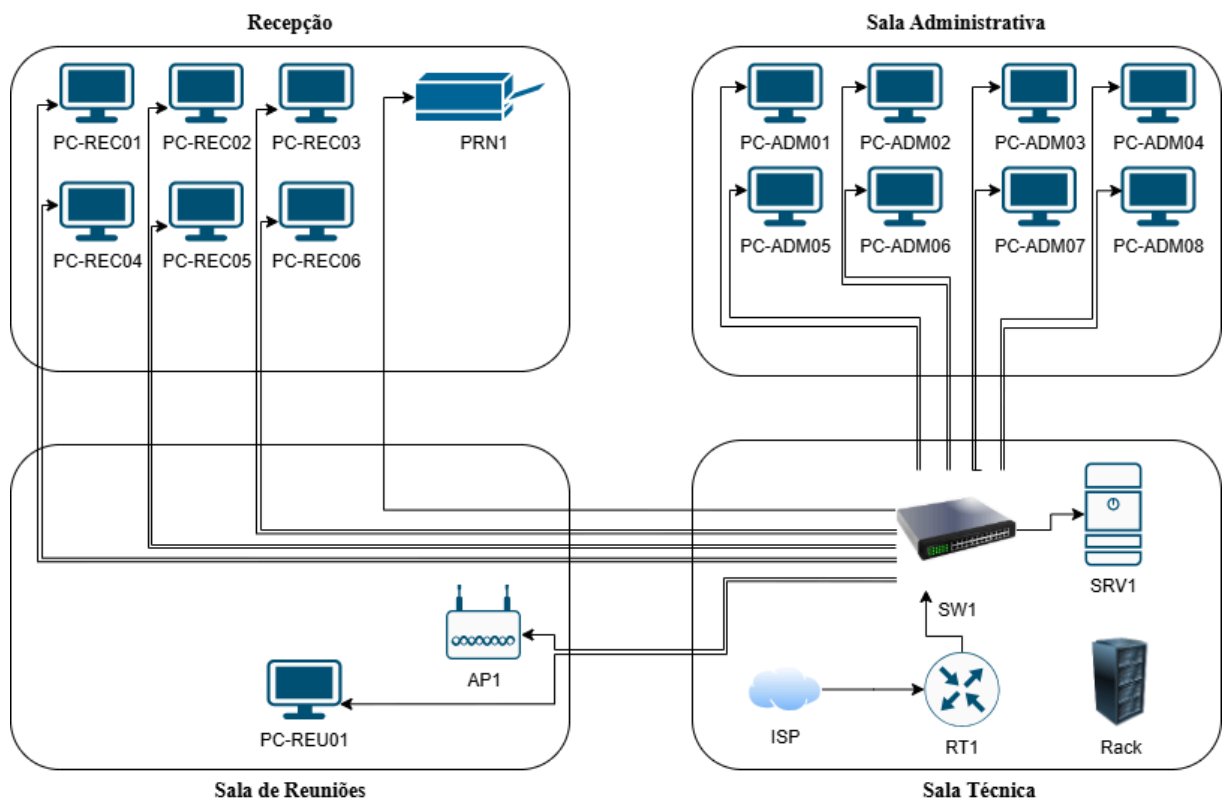 Recepção
Sala Administrativa
PC-REC01
PC-REC02
PC-REC03
PRN1
PC-REC04
PC-REC05
PC-REC06
PC-ADM01
PC-ADM02
PC-ADM03
PC-ADM04
PC-ADM05
PC-ADM06
PC-ADM07
PC-ADM08
AP1
PC-REU01
SRV1
SW1
ISP
RT1
Rack
Sala de Reuniões
Sala Técnica